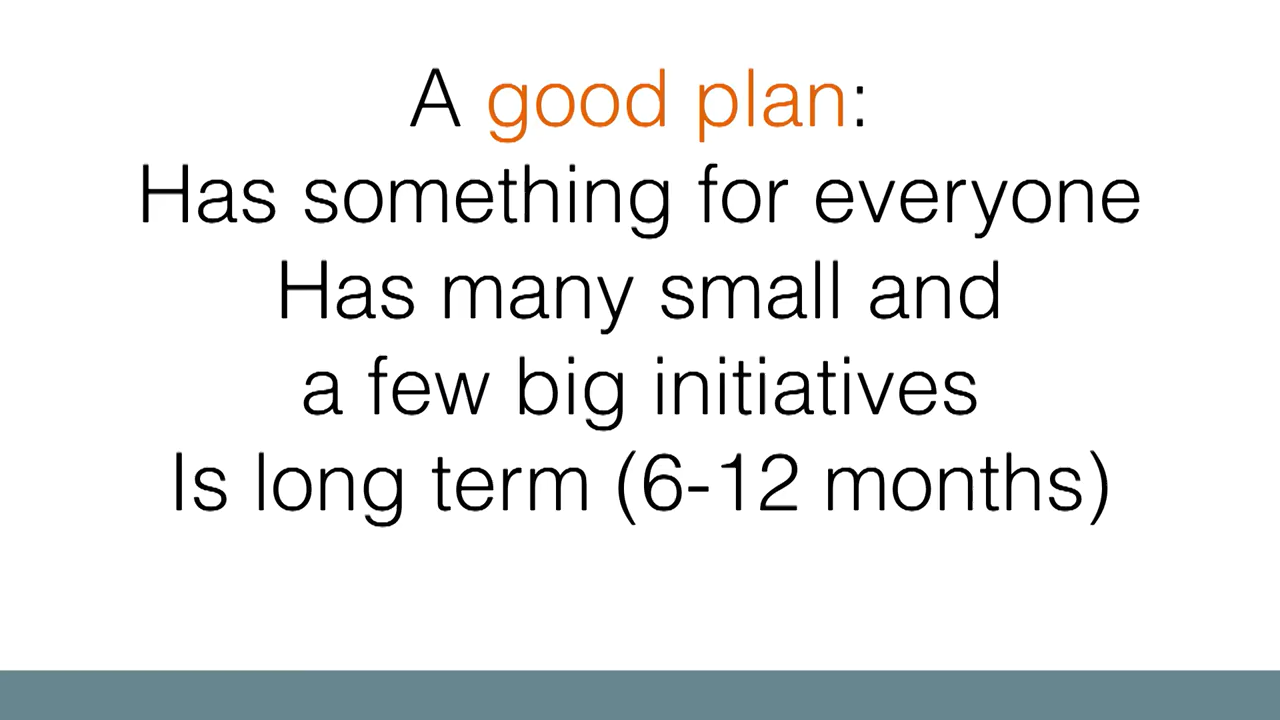 A good plan:
Has something for everyone
Has many small and
a few big initiatives
Is long term (6-12 months)